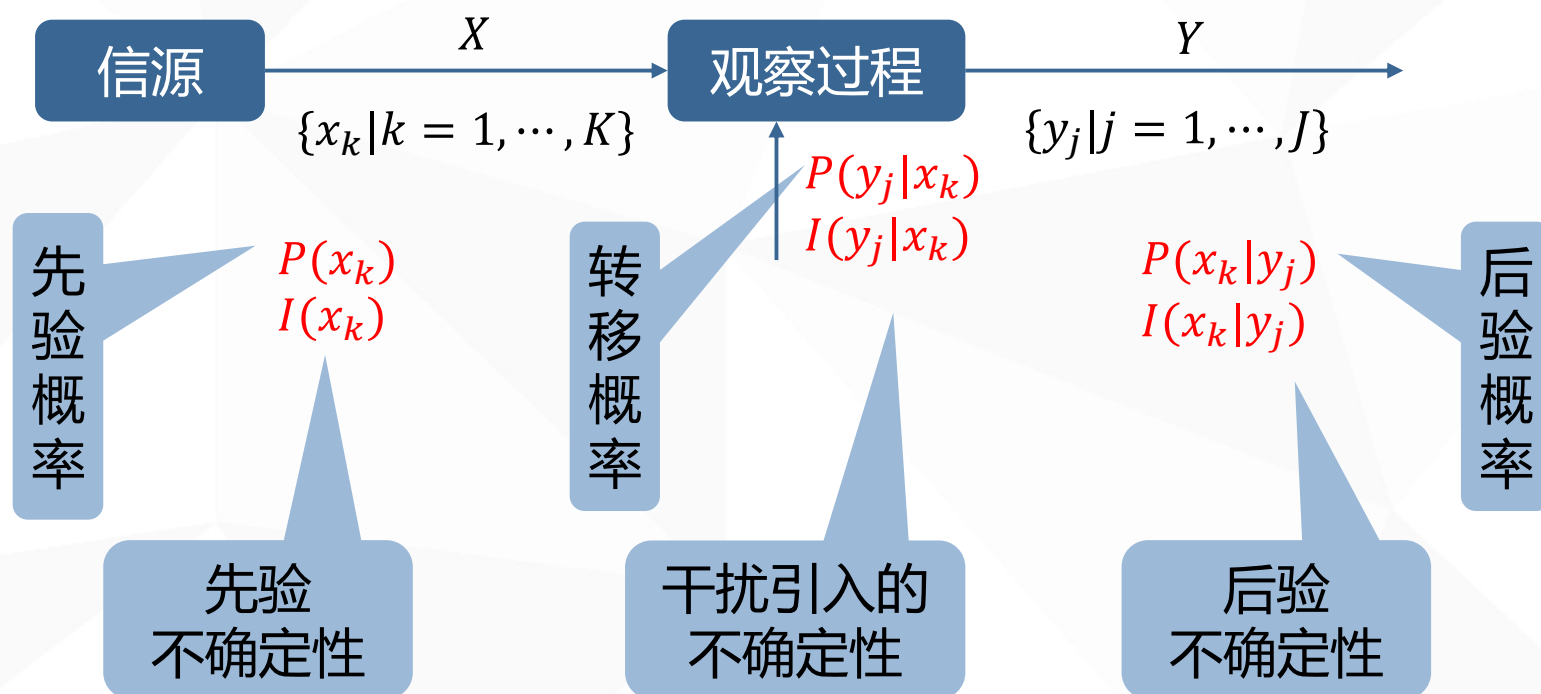 信源
X
观察过程
Y
{x_k|k = 1, ⋯, K}
{y_j|j = 1, ⋯, J}
先验概率
P(x_k)
I(x_k)
转移概率
P(y_j|x_k)
I(y_j|x_k)
P(x_k|y_j)
I(x_k|y_j)
后验概率
先验
不确定性
干扰引入的
不确定性
后验
不确定性